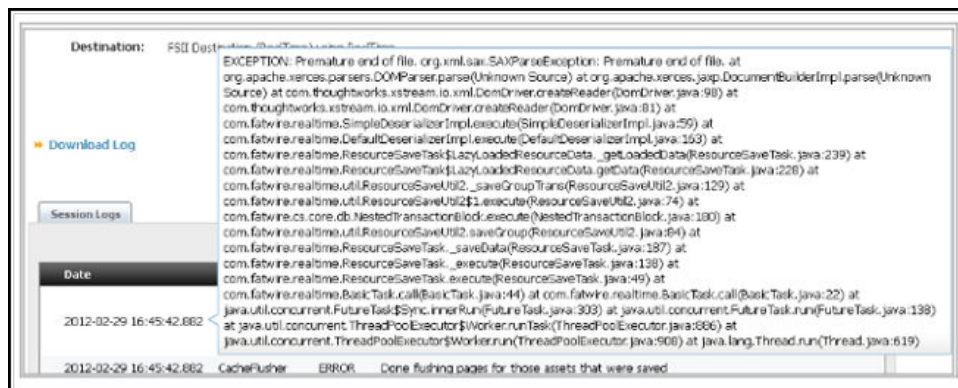 Destination: FSII
EXCEPTION: Premature end of file. org.xml.sax.SAXParseException: Premature end of file. at
org.apache.xerces.parsers.DOMParser.parse(Unknown Source) at org.apache.xerces.jaxp.DocumentBuilderImpl.parse(Unknown
Source) at com.thoughtworks.xstream.io.xml.DomDriver.createReader(DomDriver.java:98) at
com.thoughtworks.xstream.io.xml.DomDriver.createReader(DomDriver.java:81) at
com.fatwire.realtime.SimpleDeserializerImpl.execute(SimpleDeserializerImpl.java:59) at
com.fatwire.realtime.DefaultDeserializerImpl.execute(DefaultDeserializerImpl.java:163) at
Download Log
com.fatwire.realtime.ResourceSaveTask$LazyLoadedResourceData._getLoadedData(ResourceSaveTask.java:239) at
com.fatwire.realtime.ResourceSaveTask$LazyLoadedResourceData.getData(ResourceSaveTask.java:228) at
com.fatwire.realtime.util.ResourceSaveUtil2._saveGroupTrans(ResourceSaveUtil2.java:129) at
com.fatwire.realtime.util.ResourceSaveUtil2$1.execute(ResourceSaveUtil2.java:74) at
com.fatwire.cs.core.db.NestedTransactionBlock.execute(NestedTransactionBlock.java:180) at
Session Logs
com.fatwire.realtime.util.ResourceSaveUtil2.saveGroup(ResourceSaveUtil2.java:84) at
com.fatwire.realtime.ResourceSaveTask._saveData(ResourceSaveTask.java:187) at
com.fatwire.realtime.ResourceSaveTask._execute(ResourceSaveTask.java:138) at
com.fatwire.realtime.ResourceSaveTask.execute(ResourceSaveTask.java:49) at
Date
com.fatwire.realtime.BasicTask.call(BasicTask.java:44) at com.fatwire.realtime.BasicTask.call(BasicTask.java:22) at
java.util.concurrent.FutureTask$Sync.innerRun(FutureTask.java:303) at java.util.concurrent.FutureTask.run(FutureTask.java:138)
2012-02-29 16:45:42.882
at java.util.concurrent.ThreadPoolExecutor$Worker.runTask(ThreadPoolExecutor.java:886) at
java.util.concurrent.ThreadPoolExecutor$Worker.run(ThreadPoolExecutor.java:908) at java.lang.Thread.run(Thread.java:619)
2012-02-29 16:45:42.882 CacheFlusher ERROR Done flushing pages for those assets that were saved